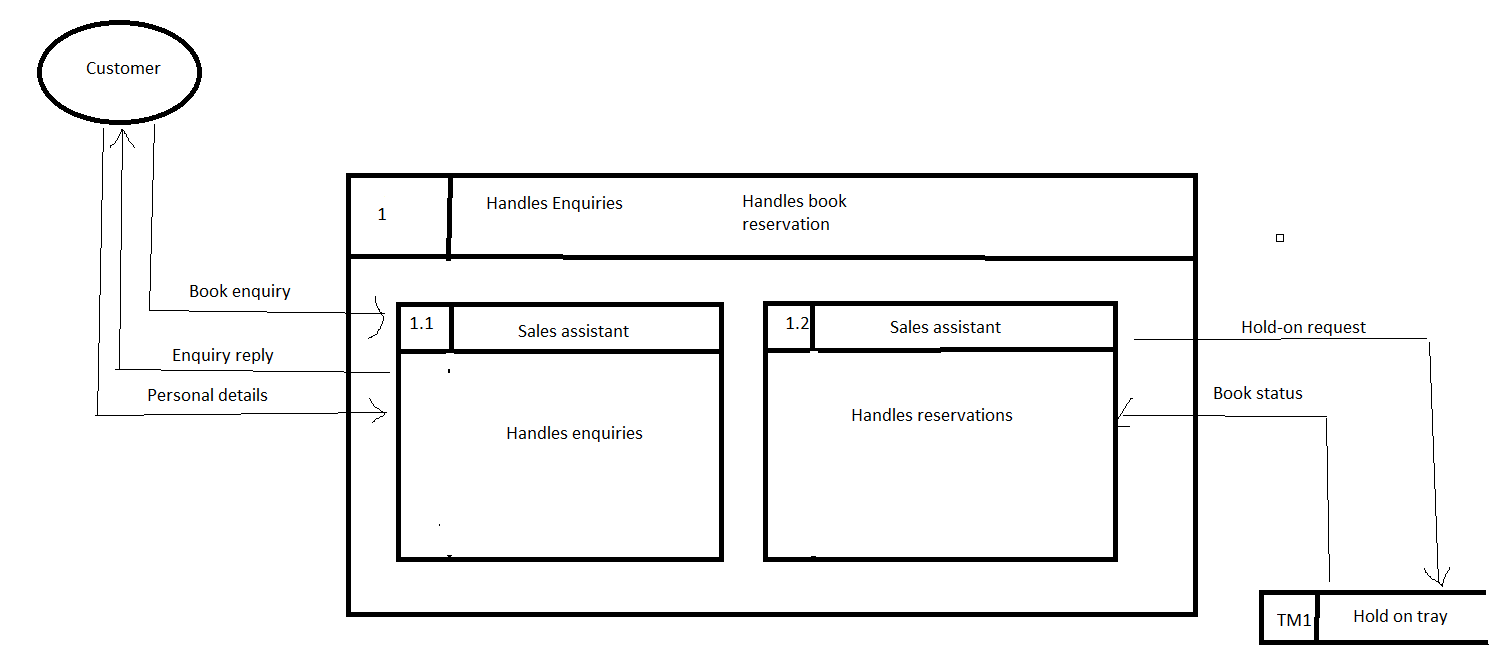 Customer
1
Handles Enquiries
Handles book
reservation
Book enquiry
Enquiry reply
Personal details
1.1
Sales assistant
Handles enquiries
1.2
Sales assistant
Handles reservations
Hold-on request
Book status
TM1
Hold on tray